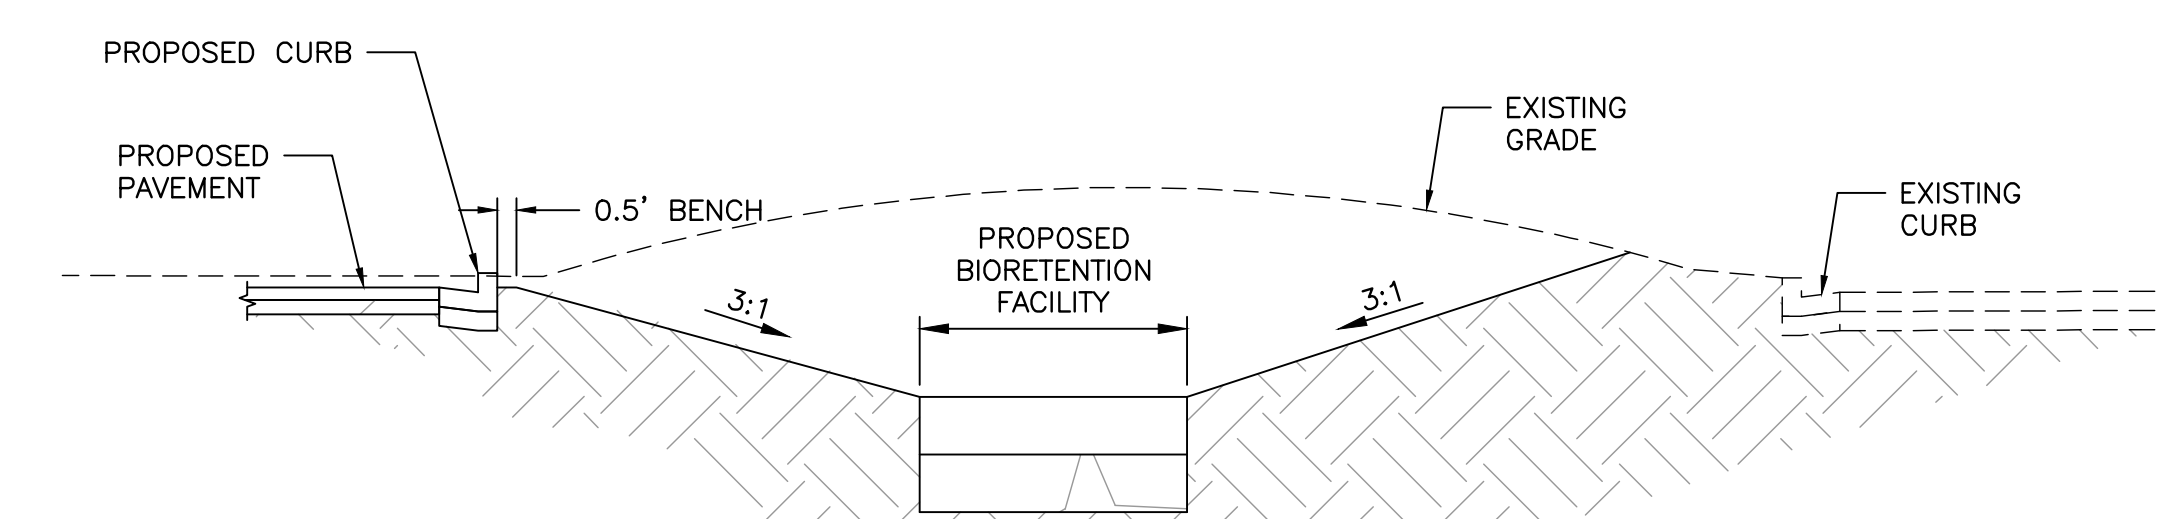 PROPOSED CURB
PROPOSED
PAVEMENT
0.5' BENCH
EXISTING
GRADE
EXISTING
CURB
PROPOSED
BIORETENTION
FACILITY
3:1
3:1